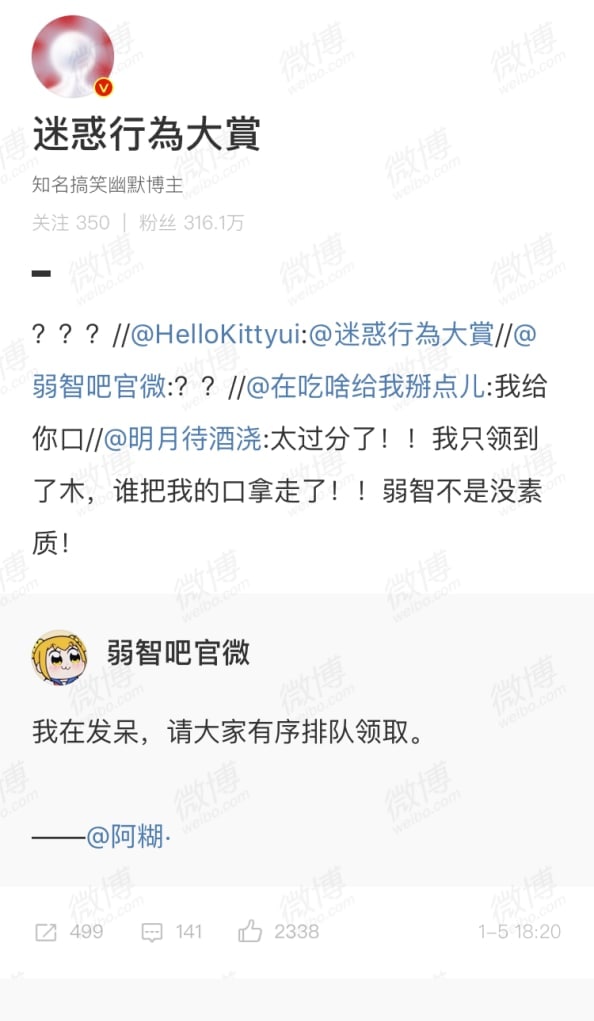 迷惑行為大賞
知名搞笑幽默博主
关注 350 | 粉丝 316.1万
？？？//@HelloKittyui:@迷惑行為大賞//@
弱智吧官微:？？//@在吃啥给我掰点儿:我给
你口//@明月待酒浇:太过分了！！我只领到
了木，谁把我的口拿走了！！弱智不是没素
质！
弱智吧官微
我在发呆，请大家有序排队领取。
——@阿糊·
499 141 2338 1-5 18:20